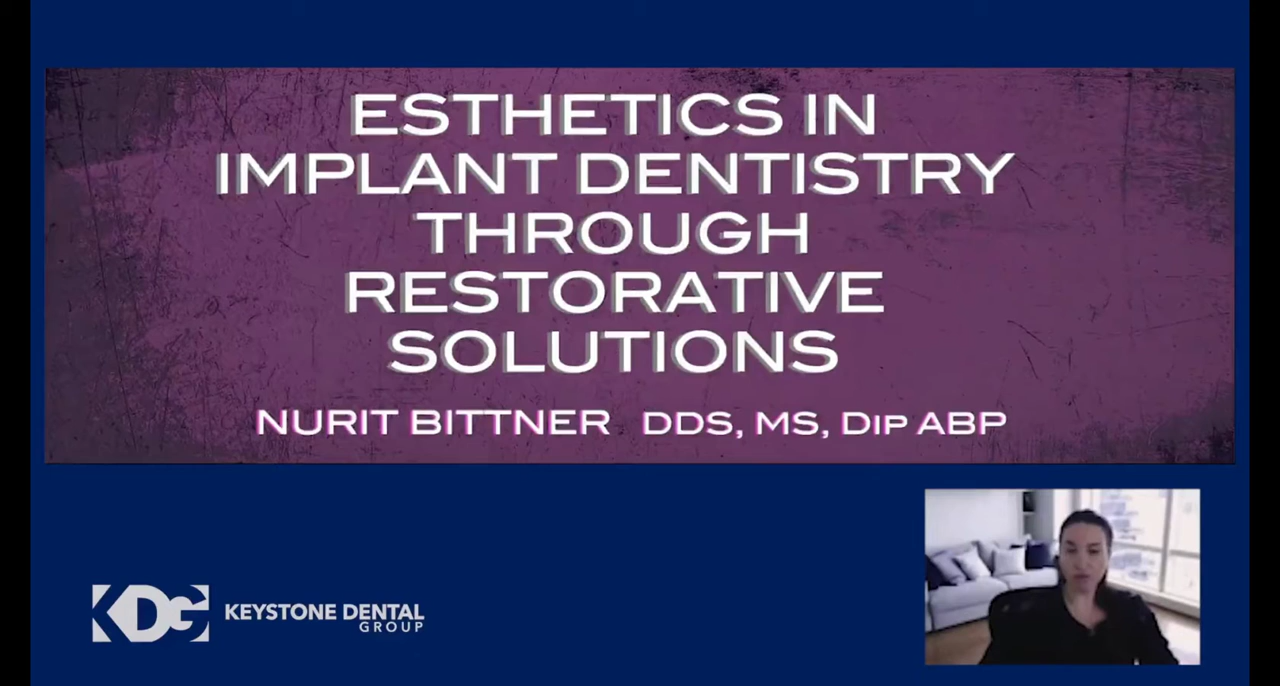 ESTHETICS IN
IMPLANT DENTISTRY
THROUGH
RESTORATIVE
SOLUTIONS
NURIT BITTNER DDS, MS, DIP ABP
KDG KEYSTONE DENTAL
GROUP